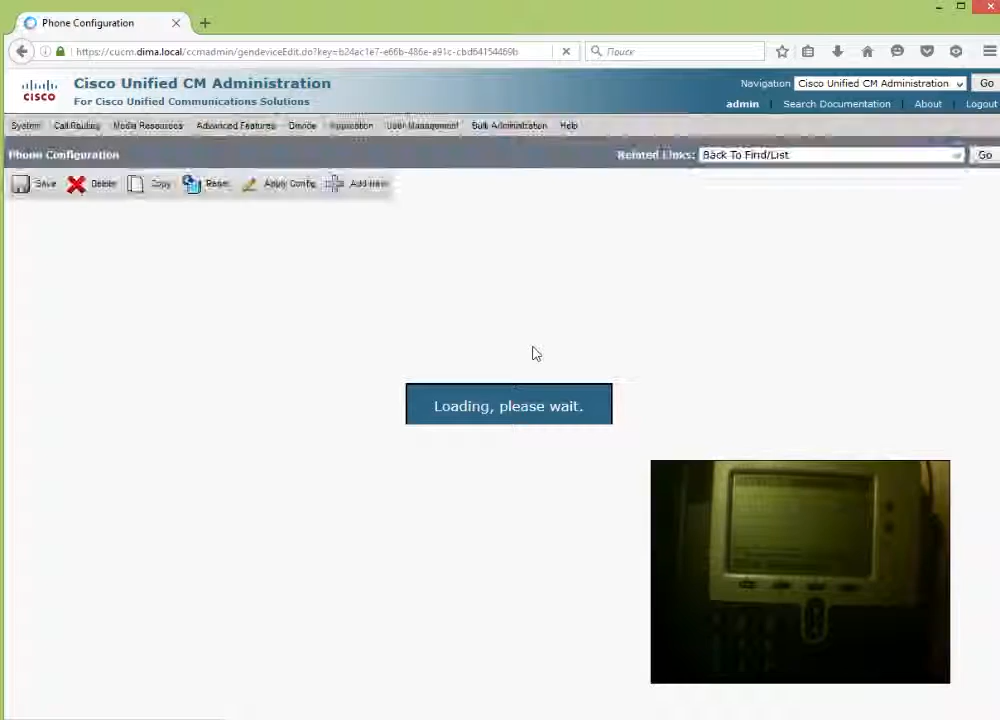 Phone Configuration
https://cucm.dima.local/ccmadmin/gendeviceEdit.do?key=b24ac1e7-e66b-486e-a91c-cbd64154469b
Поиск
CISCO
Cisco Unified CM Administration
For Cisco Unified Communications Solutions
Navigation Cisco Unified CM Administration Go
admin | Search Documentation | About | Logout
System Call Routing Media Resources Advanced Features Device Application User Management Bulk Administration Help
Phone Configuration
Related Links: Back To Find/List Go
Save Delete Copy Reset Apply Config Add New
Loading, please wait.